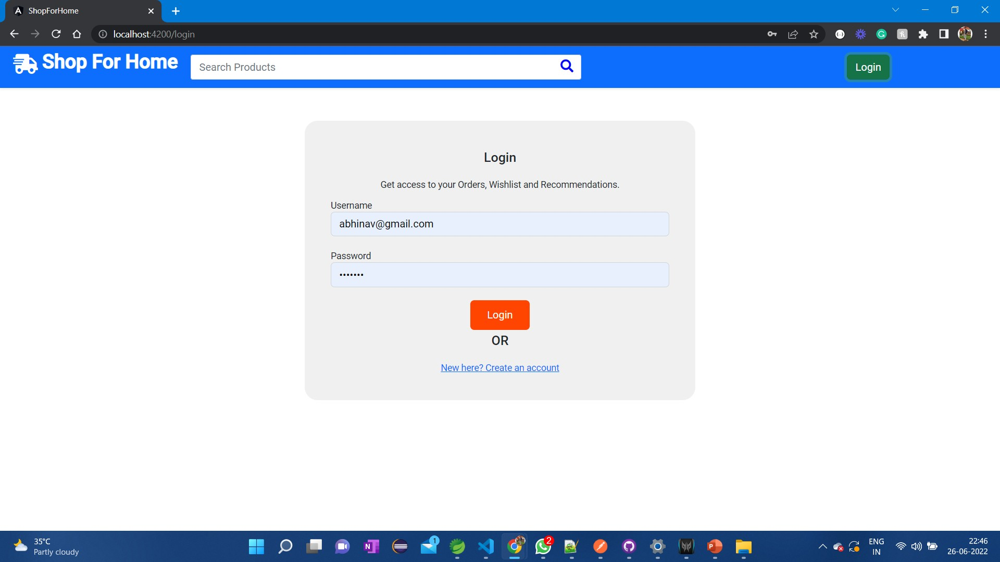 ShopForHome
localhost:4200/login
Shop For Home
Search Products
Login
Login
Get access to your Orders, Wishlist and Recommendations.
Username
abhinav@gmail.com
Password
•••••••
Login
OR
New here? Create an account
35°C
Partly cloudy
N
1
2
P
ENG
IN
22:46
26-06-2022